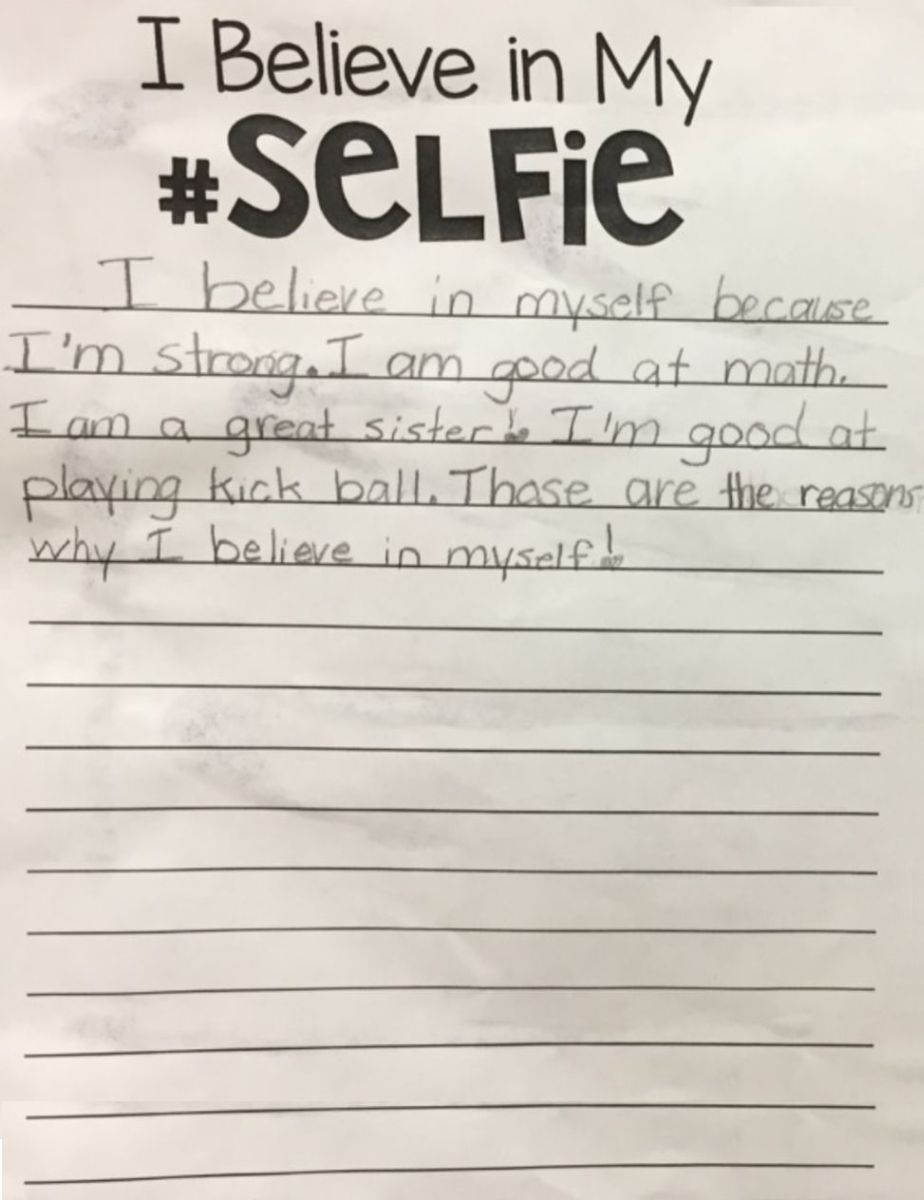 I Believe in My
#SELFiE
I believe in myself because
I'm strong. I am good at math.
I am a great sister! I'm good at
playing kick ball. Those are the reasons
why I believe in myself!